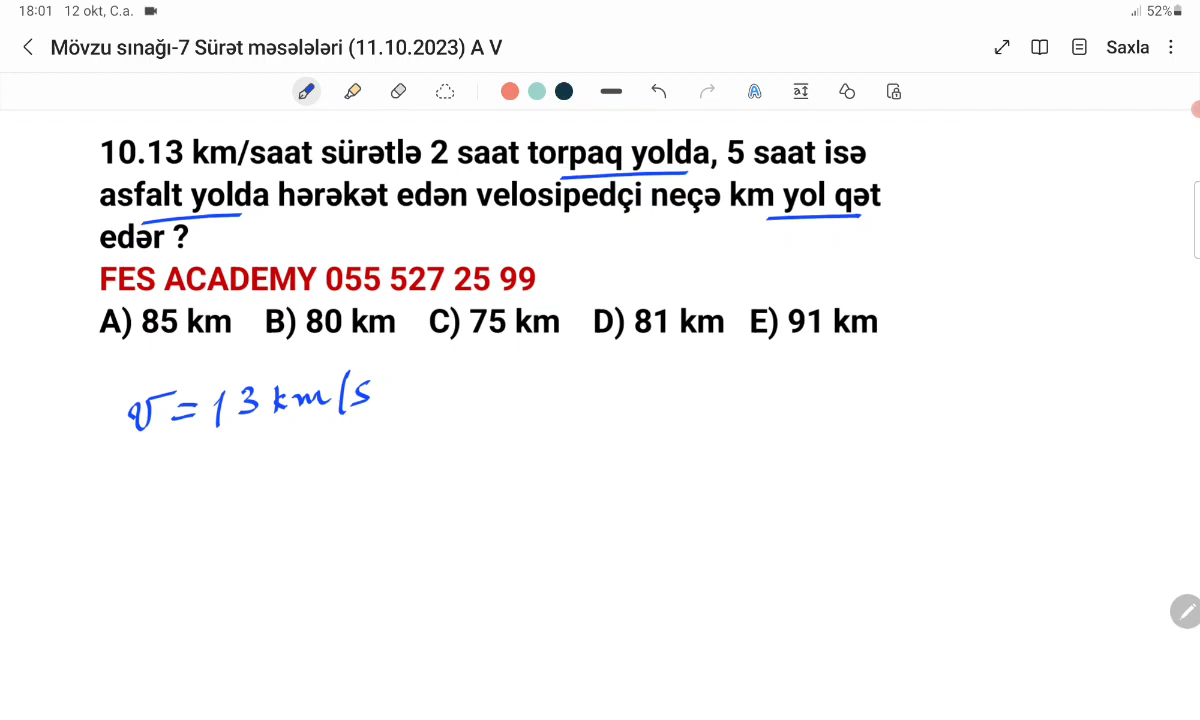 18:01 12 okt, C.a. 52%
Mövzu sınağı-7 Sürət məsələləri (11.10.2023) A V Saxla
10.13 km/saat sürətlə 2 saat torpaq yolda, 5 saat isə
asfalt yolda hərəkət edən velosipedçi neçə km yol qət
edər ?
FES ACADEMY 055 527 25 99
A) 85 km B) 80 km C) 75 km D) 81 km E) 91 km
v = 13 km/s